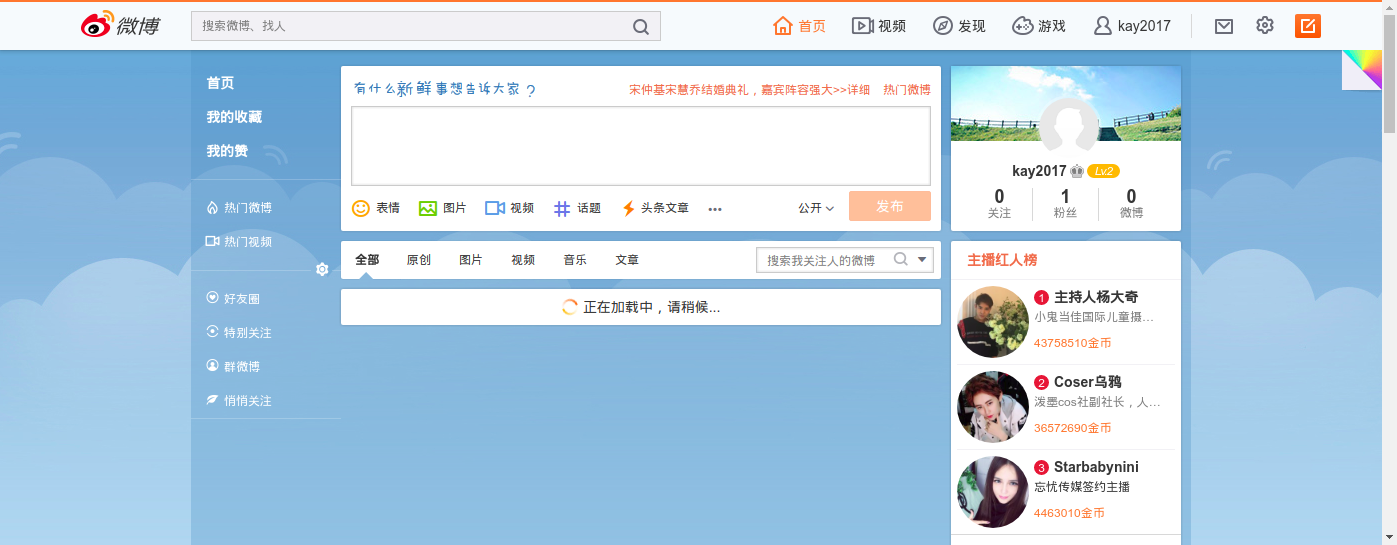 微博
搜索微博、找人
首页
视频
发现
游戏
kay2017
首页
我的收藏
我的赞
热门微博
热门视频
好友圈
特别关注
群微博
悄悄关注
有什么新鲜事想告诉大家?
宋仲基宋慧乔结婚典礼，嘉宾阵容强大>>详细 热门微博
表情 图片 视频 话题 头条文章 ••• 公开 发布
全部 原创 图片 视频 音乐 文章
搜索我关注人的微博
正在加载中，请稍候...
kay2017 Lv2
0 1 0
关注 粉丝 微博
主播红人榜
1 主持人杨大奇
小鬼当佳国际儿童摄...
43758510金币
2 Coser乌鸦
泼墨cos社副社长，人...
36572690金币
3 Starbabynini
忘忧传媒签约主播
4463010金币